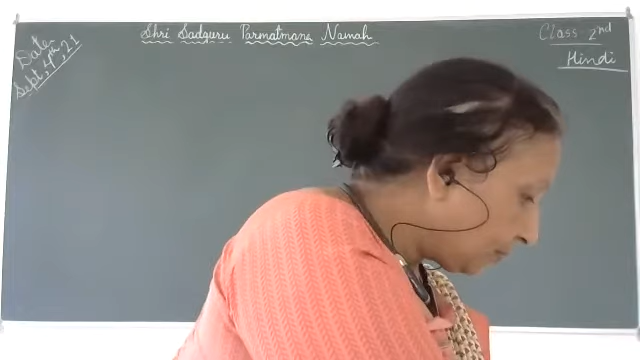 Date
Sept, 4th, 21
Shri Sadguru Parmatmane Namah
Class - 2nd
Hindi